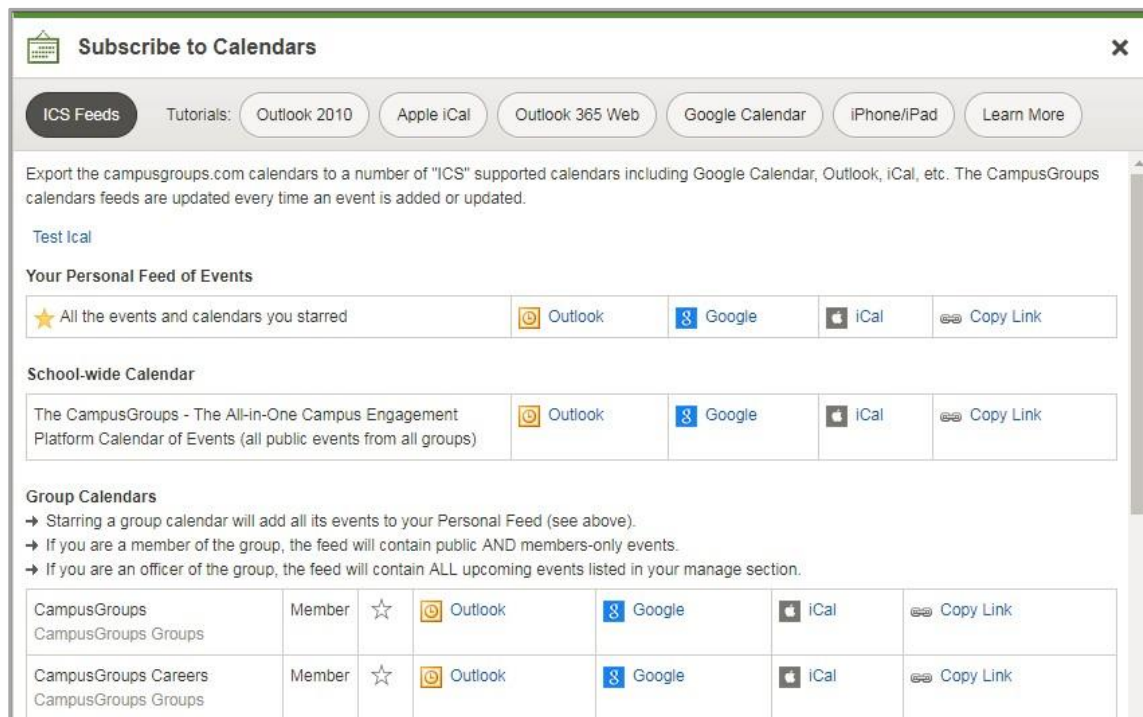 Subscribe to Calendars
ICS Feeds Tutorials: Outlook 2010 Apple iCal Outlook 365 Web Google Calendar iPhone/iPad Learn More
Export the campusgroups.com calendars to a number of "ICS" supported calendars including Google Calendar, Outlook, iCal, etc. The CampusGroups
calendars feeds are updated every time an event is added or updated.
Test Ical
Your Personal Feed of Events
All the events and calendars you starred Outlook Google iCal Copy Link
School-wide Calendar
The CampusGroups - The All-in-One Campus Engagement Outlook Google iCal Copy Link
Platform Calendar of Events (all public events from all groups)
Group Calendars
➔ Starring a group calendar will add all its events to your Personal Feed (see above).
➔ If you are a member of the group, the feed will contain public AND members-only events.
➔ If you are an officer of the group, the feed will contain ALL upcoming events listed in your manage section.
CampusGroups Member Outlook Google iCal Copy Link
CampusGroups Groups
CampusGroups Careers Member Outlook Google iCal Copy Link
CampusGroups Groups